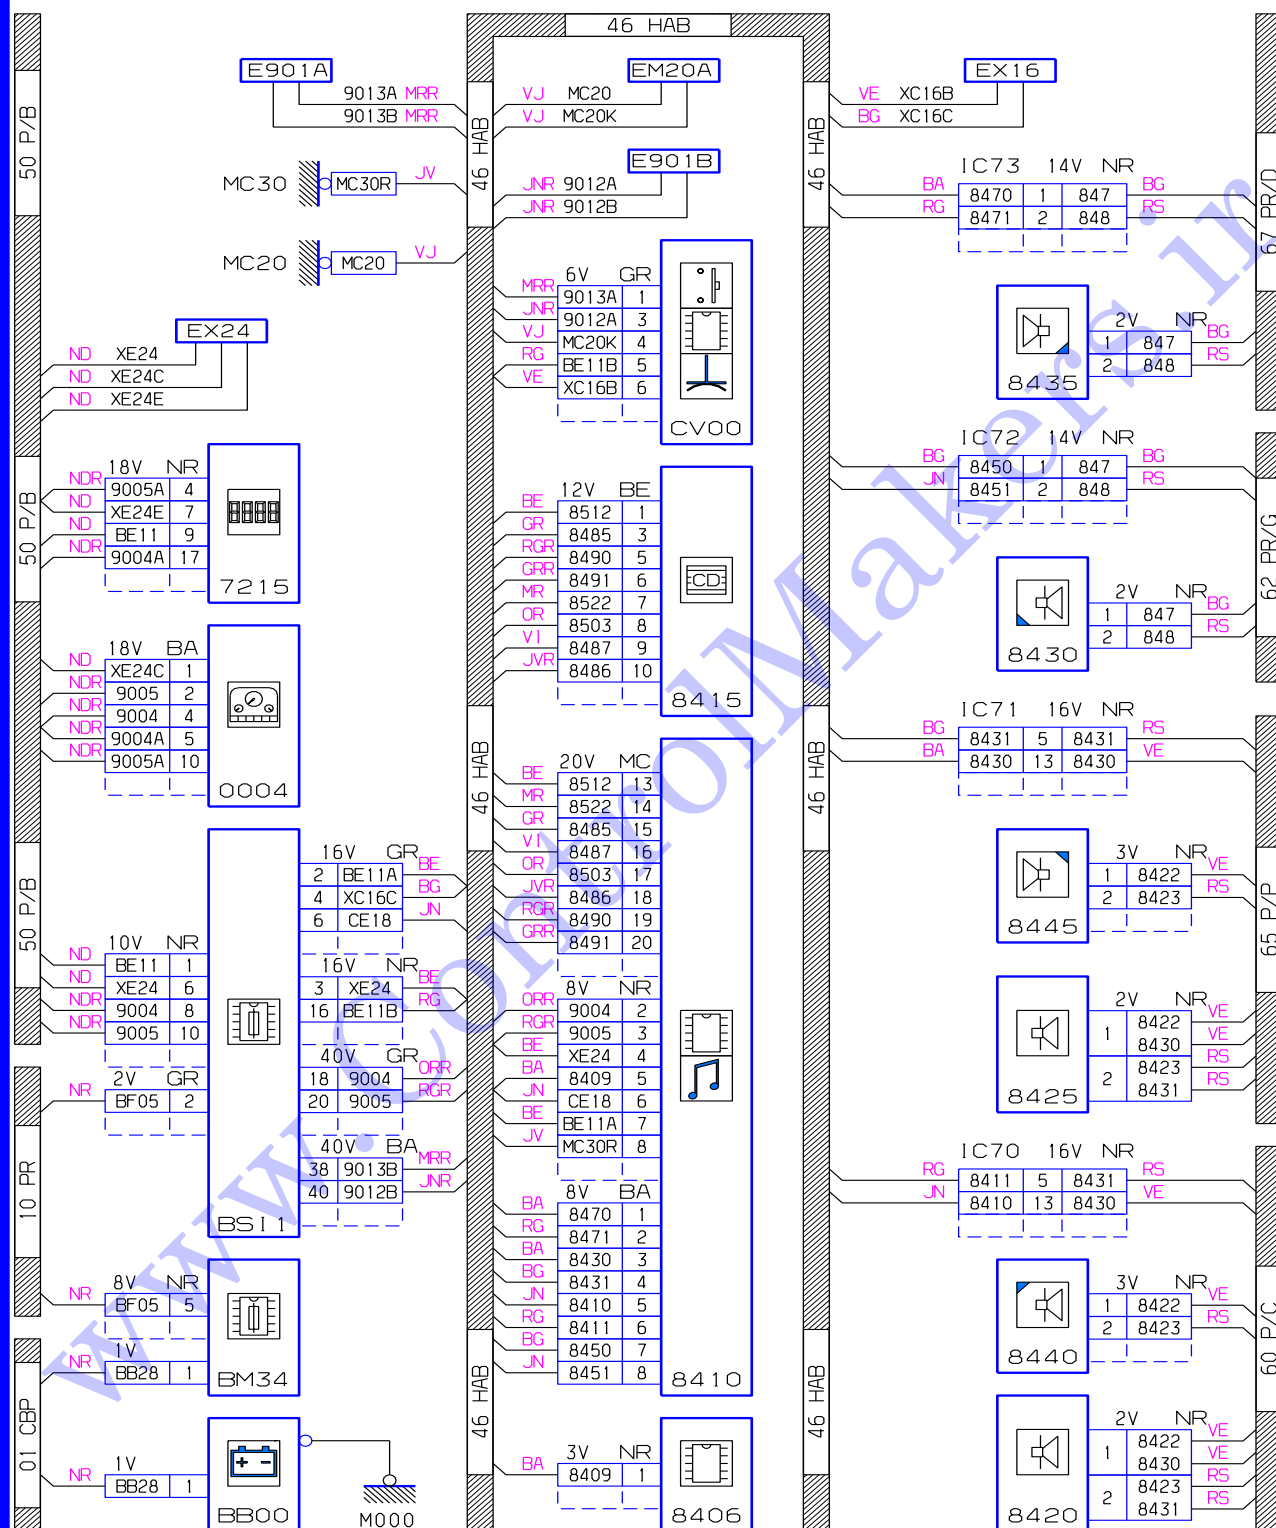 46 HAB
50 P/B
E901A
9013A MRR
9013B MRR
MC30
MC30R
JV
MC20
MC20
VJ
EX24
ND XE24
ND XE24C
ND XE24E
50 P/B
18V NR
NDR 9005A 4
ND XE24E 7
ND BE11 9
NDR 9004A 17
7215
18V BA
ND XE24C 1
NDR 9005 2
NDR 9004 4
NDR 9004A 5
NDR 9005A 10
0004
50 P/B
10V NR
ND BE11 1
ND XE24 6
NDR 9004 8
NDR 9005 10
2V GR
NR BF05 2
16V GR
2 BE11A BE
4 XC16C BG
6 CE18 JN
16V NR
3 XE24 BE
16 BE11B RG
40V GR
18 9004 ORR
20 9005 RGR
40V BA
38 9013B MRR
40 9012B JNR
BSI1
10 PR
8V NR
NR BF05 5
1V
NR BB28 1
BM34
01 CBP
1V
NR BB28 1
+ -
BB00
M000
46 HAB
EM20A
VJ MC20
VJ MC20K
E901B
JNR 9012A
JNR 9012B
6V GR
MRR 9013A 1
JNR 9012A 3
VJ MC20K 4
RG BE11B 5
VE XC16B 6
CV00
12V BE
BE 8512 1
GR 8485 3
RGR 8490 5
GRR 8491 6
MR 8522 7
OR 8503 8
VI 8487 9
JVR 8486 10
CD
8415
46 HAB
20V MC
BE 8512 13
MR 8522 14
GR 8485 15
VI 8487 16
OR 8503 17
JVR 8486 18
RGR 8490 19
GRR 8491 20
8V NR
ORR 9004 2
RGR 9005 3
BE XE24 4
BA 8409 5
JN CE18 6
BE BE11A 7
JV MC30R 8
8V BA
BA 8470 1
RG 8471 2
BA 8430 3
BG 8431 4
JN 8410 5
RG 8411 6
BG 8450 7
JN 8451 8
8410
46 HAB
3V NR
BA 8409 1
8406
46 HAB
EX16
VE XC16B
BG XC16C
IC73 14V NR
BA 8470 1 847 BG
RG 8471 2 848 RS
67 PR/D
2V NR
1 847 BG
2 848 RS
8435
IC72 14V NR
BG 8450 1 847 BG
JN 8451 2 848 RS
62 PR/G
2V NR
1 847 BG
2 848 RS
8430
46 HAB
IC71 16V NR
BG 8431 5 8431 RS
BA 8430 13 8430 VE
3V NR
1 8422 VE
2 8423 RS
8445
65 P/P
2V NR
1 8422 VE
8430 VE
2 8423 RS
8431 RS
8425
IC70 16V NR
RG 8411 5 8431 RS
JN 8410 13 8430 VE
3V NR
1 8422 VE
2 8423 RS
8440
60 P/C
46 HAB
2V NR
1 8422 VE
8430 VE
2 8423 RS
8431 RS
8420
www.ControlMakers.ir